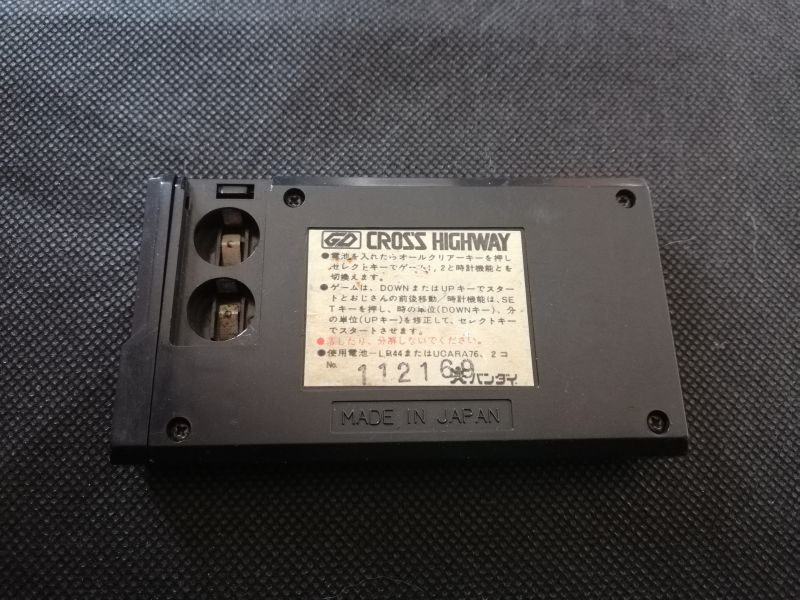 GD CROSS HIGHWAY
●電池を入れたらオールクリアーキーを押し
セレクトキーでゲーム1,2と時計機能とを
切換えます。
●ゲームは、DOWNまたはUPキーでスター
トとおじさんの前後移動/時計機能は、SE
Tキーを押し、時の単位(DOWNキー)、分
の単位(UPキー)を修正して、セレクトキー
でスタートさせます。
●落したり、分解しないでください。
●使用電池—LR44またはUCARA76、2コ
No. 112169 バンダイ
MADE IN JAPAN